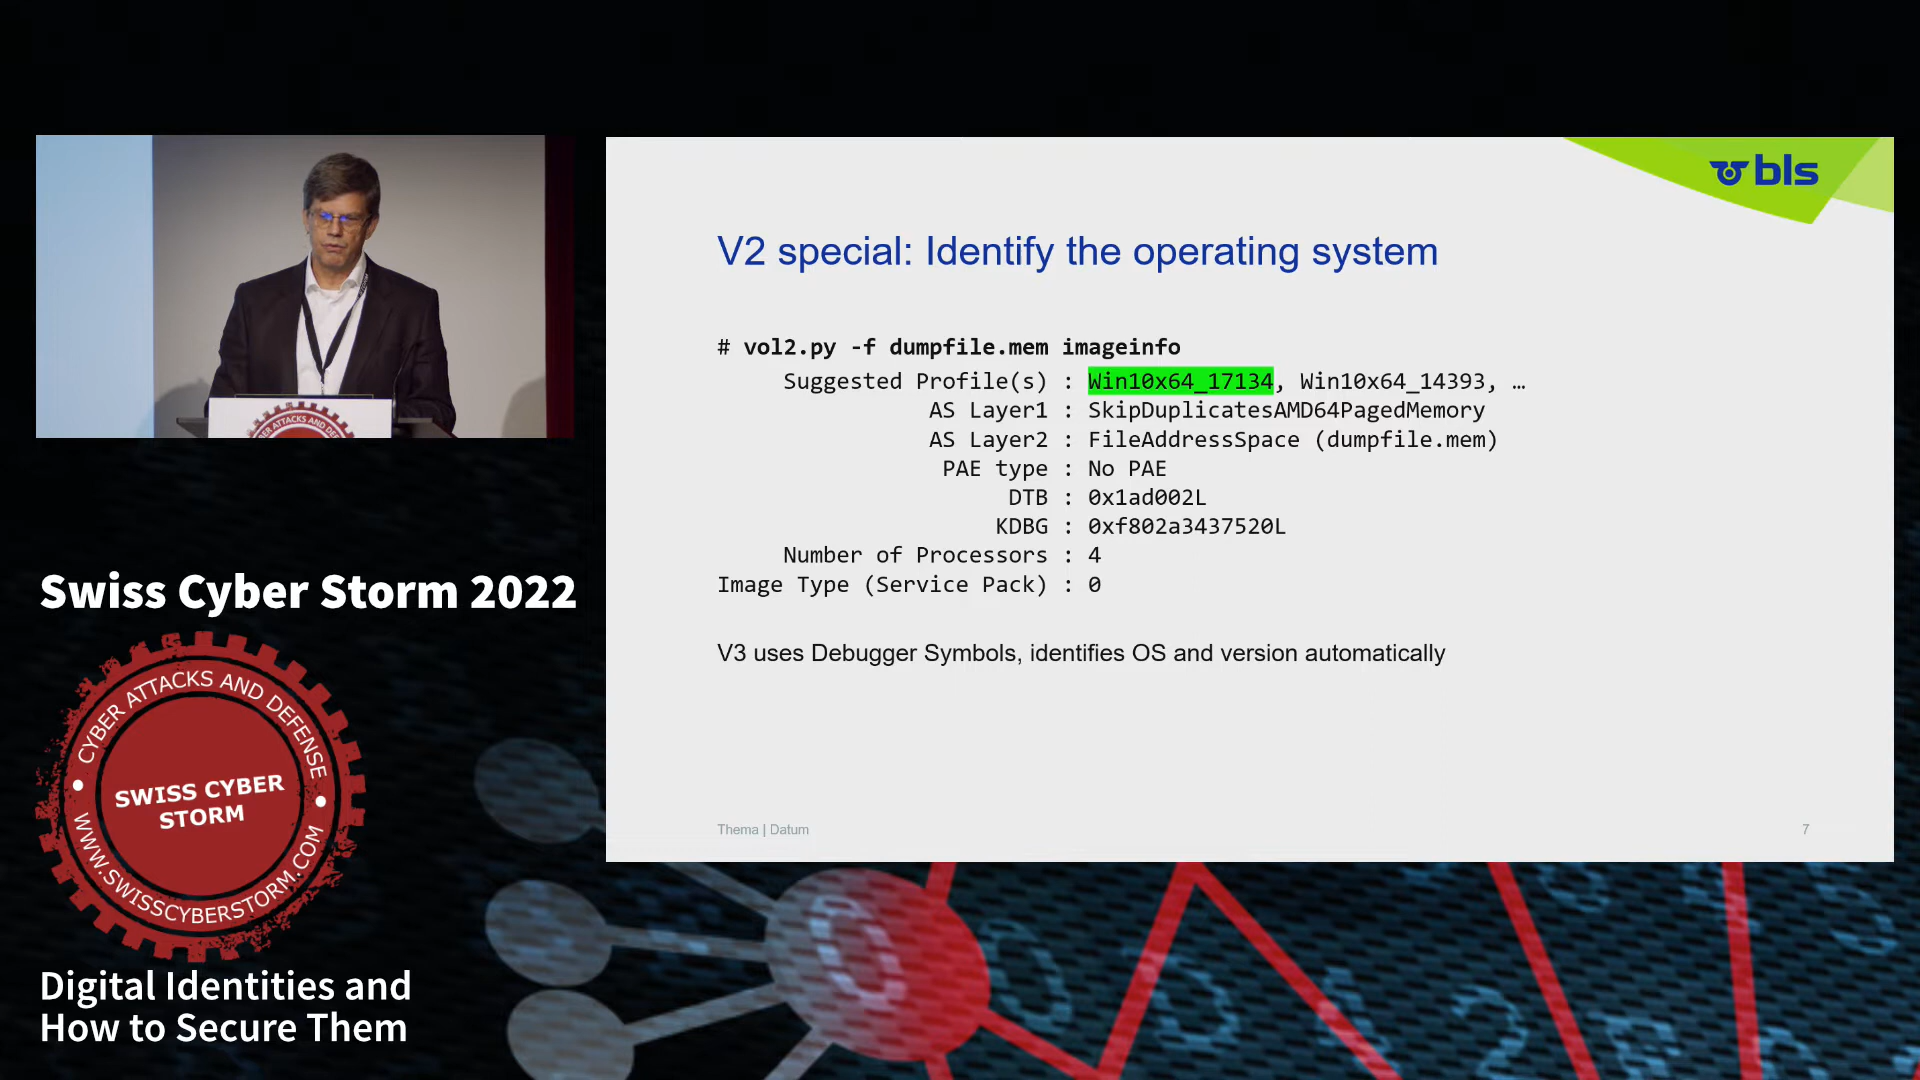 bls
V2 special: Identify the operating system
# vol2.py -f dumpfile.mem imageinfo
Suggested Profile(s) : Win10x64_17134, Win10x64_14393, …
AS Layer1 : SkipDuplicatesAMD64PagedMemory
AS Layer2 : FileAddressSpace (dumpfile.mem)
PAE type : No PAE
DTB : 0x1ad002L
KDBG : 0xf802a3437520L
Number of Processors : 4
Image Type (Service Pack) : 0
V3 uses Debugger Symbols, identifies OS and version automatically
Thema | Datum
7
Swiss Cyber Storm 2022
CYBER ATTACKS AND DEFENSE
SWISS CYBER
STORM
WWW.SWISSCYBERSTORM.COM
Digital Identities and
How to Secure Them